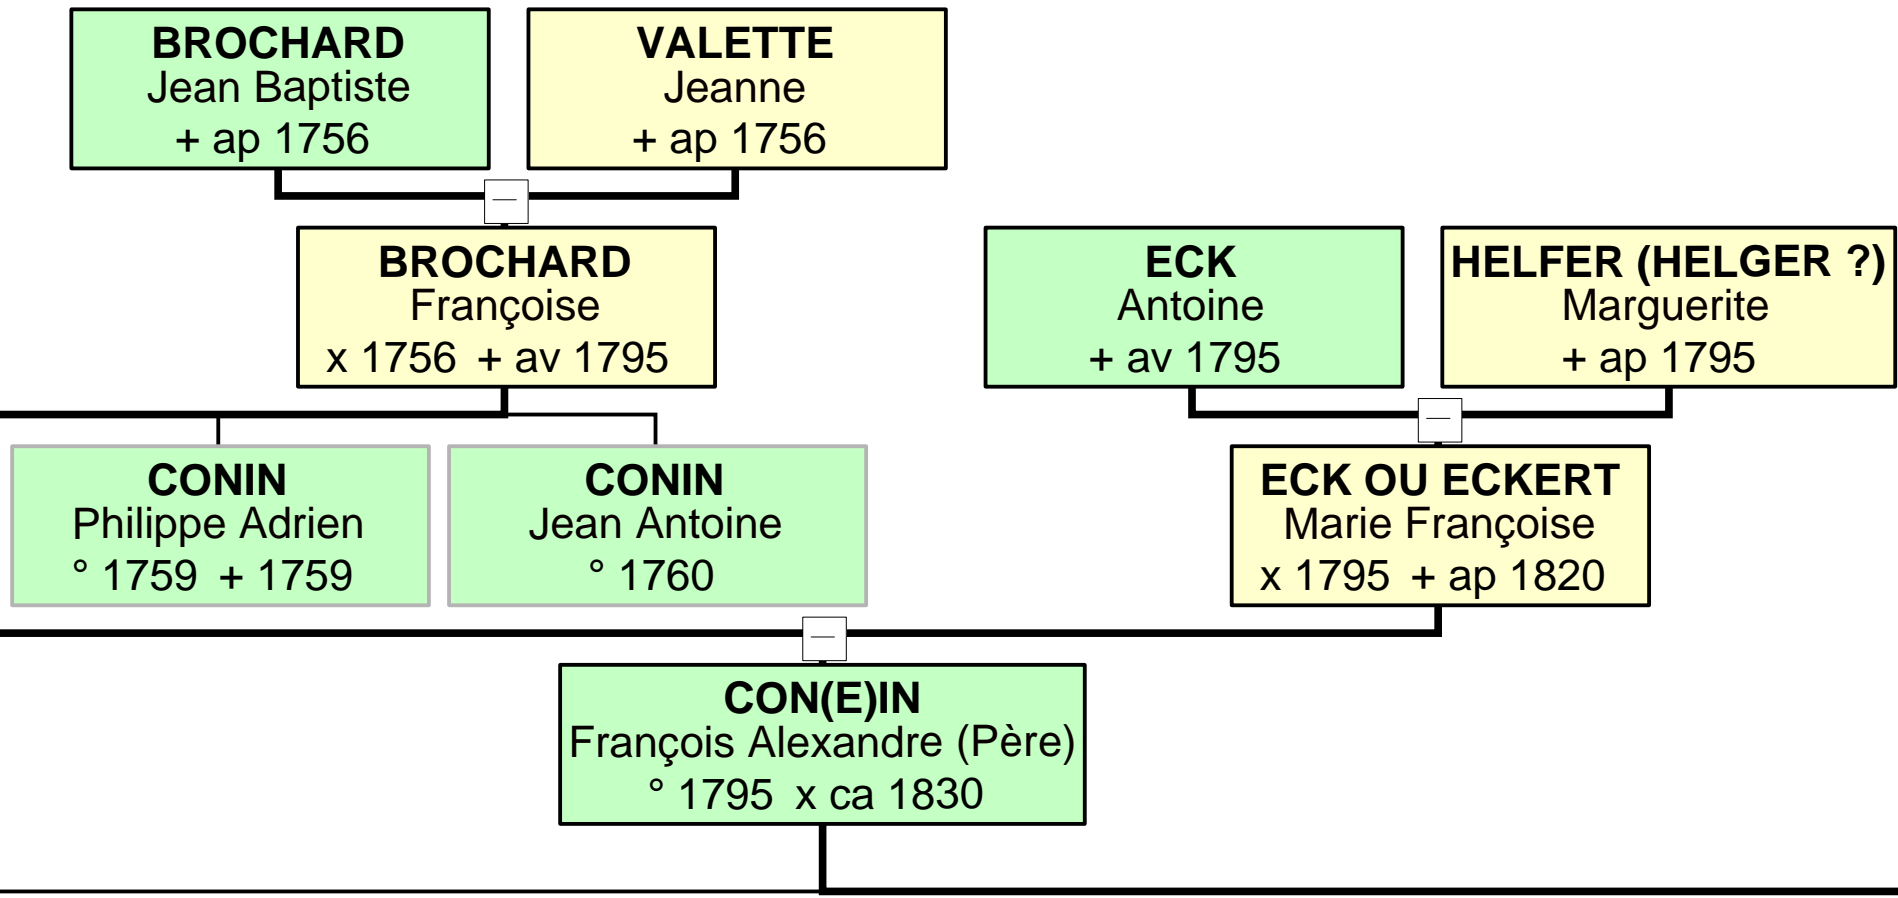 BROCHARD
Jean Baptiste
+ ap 1756
VALETTE
Jeanne
+ ap 1756
BROCHARD
Françoise
x 1756 + av 1795
ECK
Antoine
+ av 1795
HELFER (HELGER ?)
Marguerite
+ ap 1795
CONIN
Philippe Adrien
° 1759 + 1759
CONIN
Jean Antoine
° 1760
ECK OU ECKERT
Marie Françoise
x 1795 + ap 1820
CON(E)IN
François Alexandre (Père)
° 1795 x ca 1830